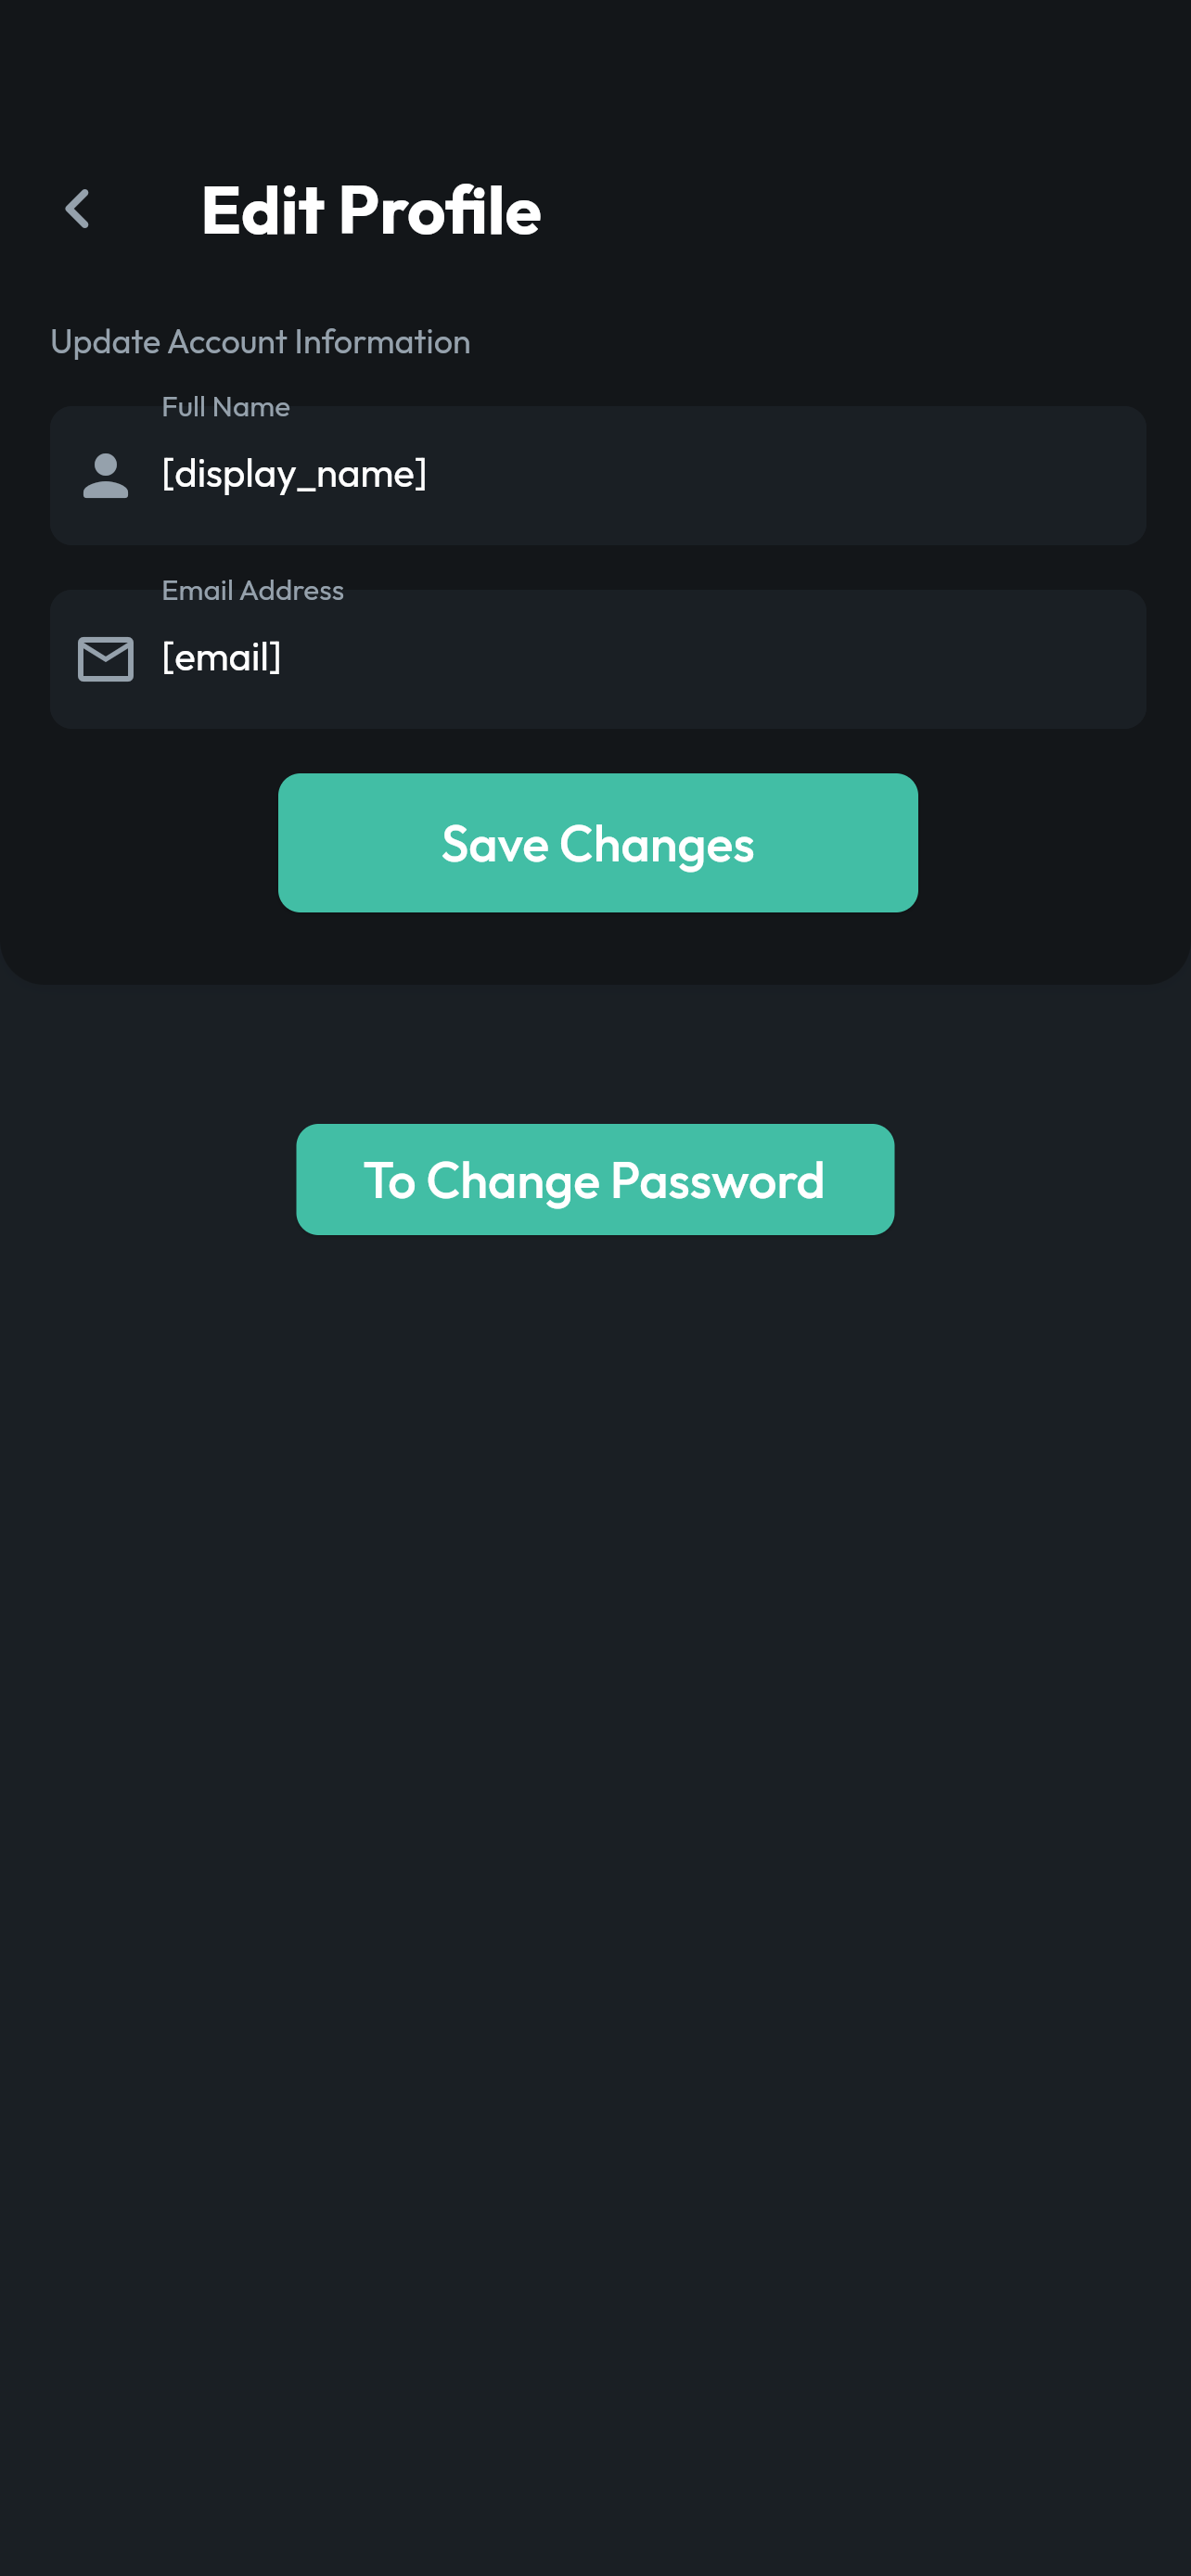 Edit Profile
Update Account Information
Full Name
[display_name]
Email Address
[email]
Save Changes
To Change Password